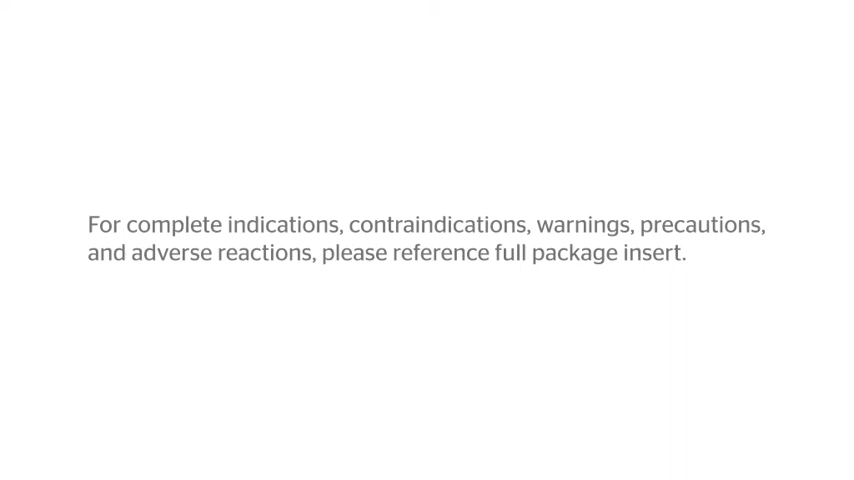 For complete indications, contraindications, warnings, precautions,
and adverse reactions, please reference full package insert.